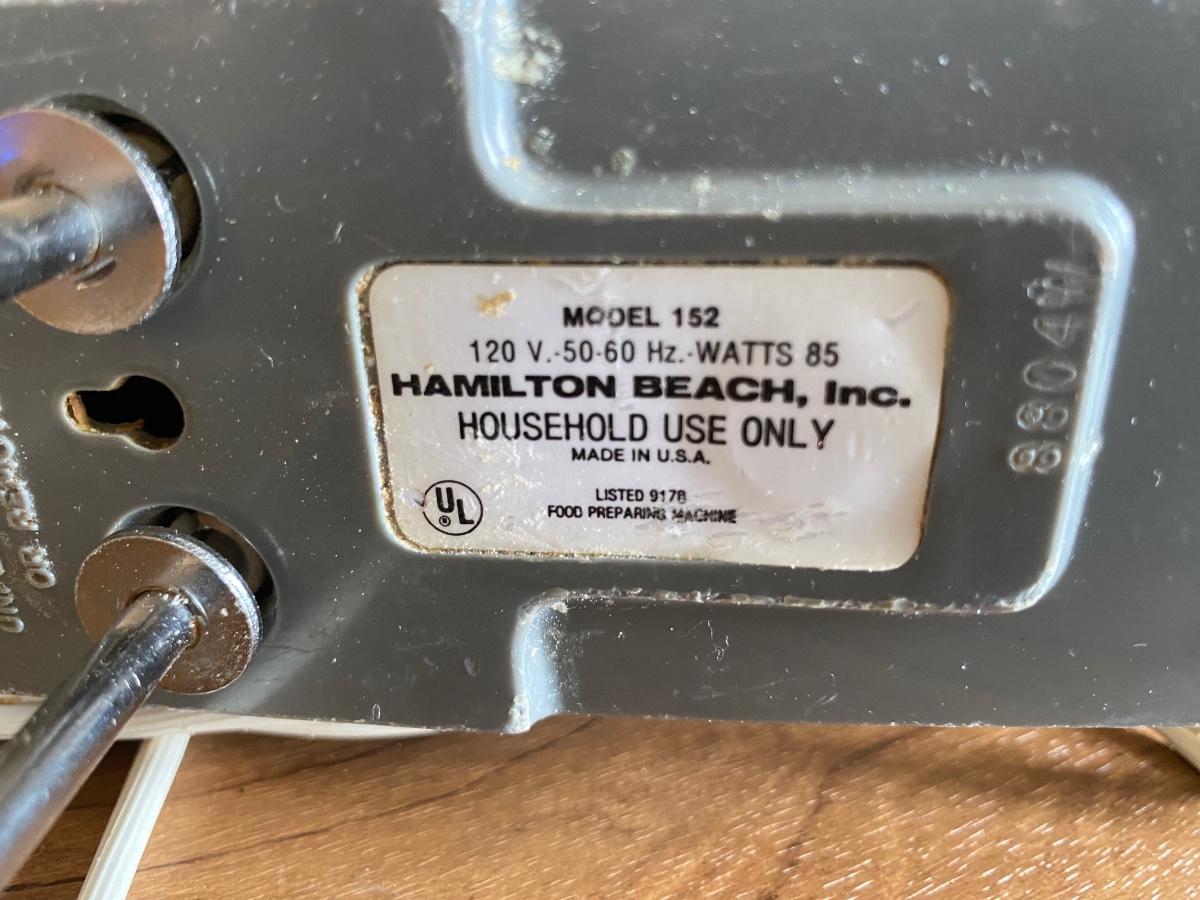 MODEL 152
120 V.-50-60 Hz.-WATTS 85
HAMILTON BEACH, Inc.
HOUSEHOLD USE ONLY
MADE IN U.S.A.
UL
®
LISTED 917B
FOOD PREPARING MACHINE
OR